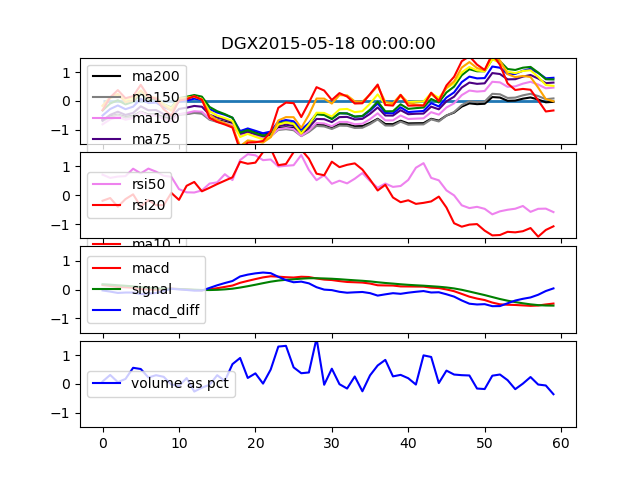 DGX2015-05-18 00:00:00
1
0
−1
ma200
ma150
ma100
ma75
1
0
−1
rsi50
rsi20
ma10
1
0
−1
macd
signal
macd_diff
1
0
−1
volume as pct
0 10 20 30 40 50 60